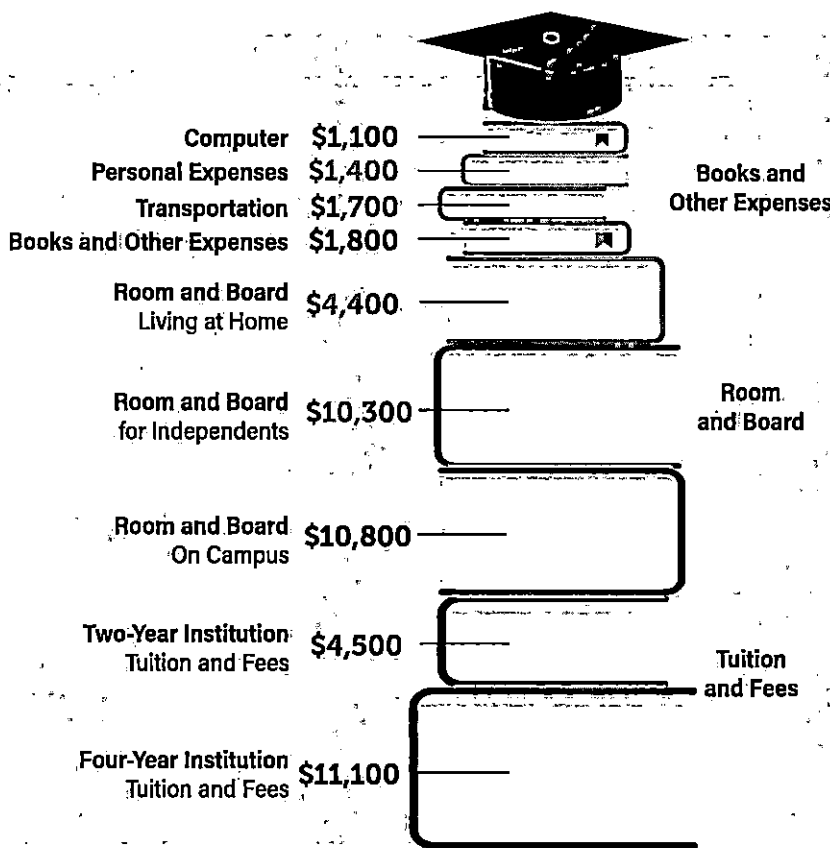 Computer $1,100
Personal Expenses $1,400
Transportation $1,700
Books and Other Expenses $1,800
Books and
Other Expenses
Room and Board
Living at Home
$4,400
Room and Board
for Independents
$10,300
Room
and Board
Room and Board
On Campus
$10,800
Two-Year Institution
Tuition and Fees
$4,500
Tuition
and Fees
Four-Year Institution
Tuition and Fees
$11,100